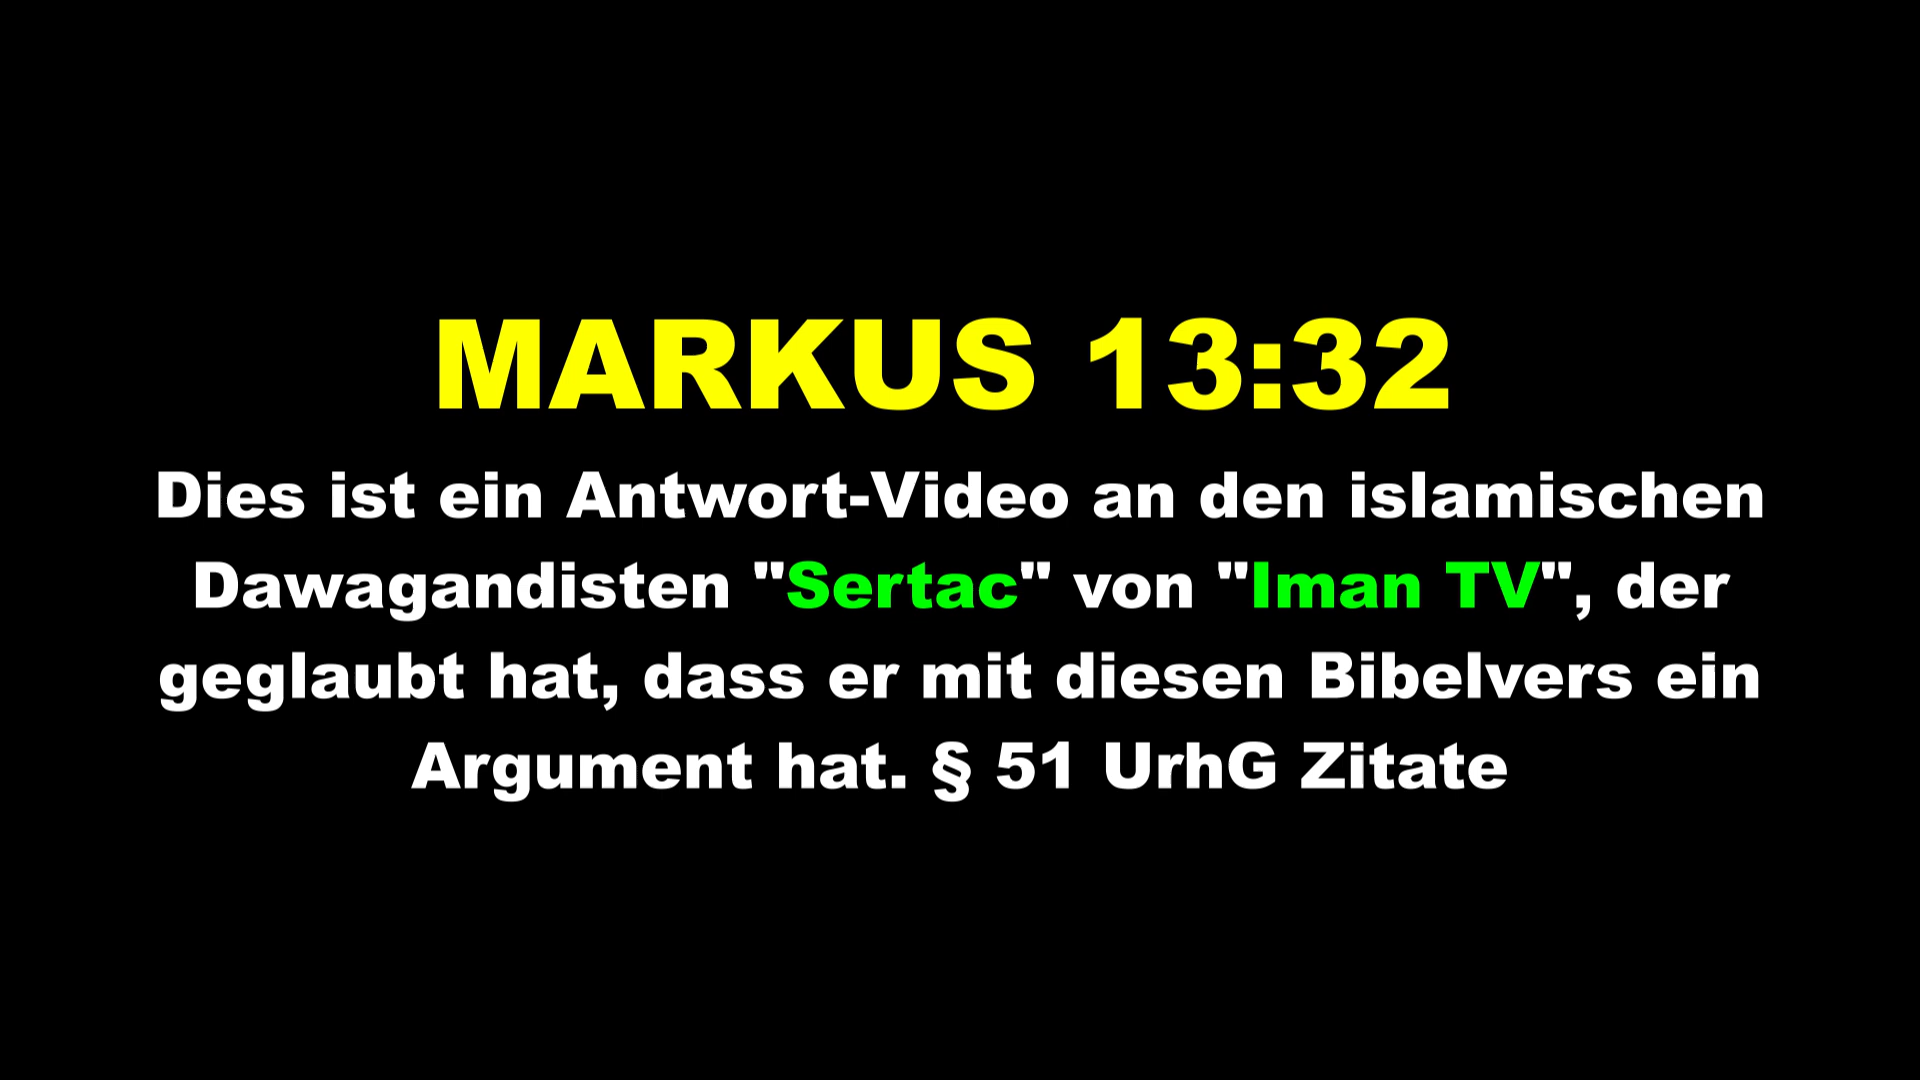 MARKUS 13:32
Dies ist ein Antwort-Video an den islamischen
Dawagandisten "Sertac" von "Iman TV", der
geglaubt hat, dass er mit diesen Bibelvers ein
Argument hat. § 51 UrhG Zitate